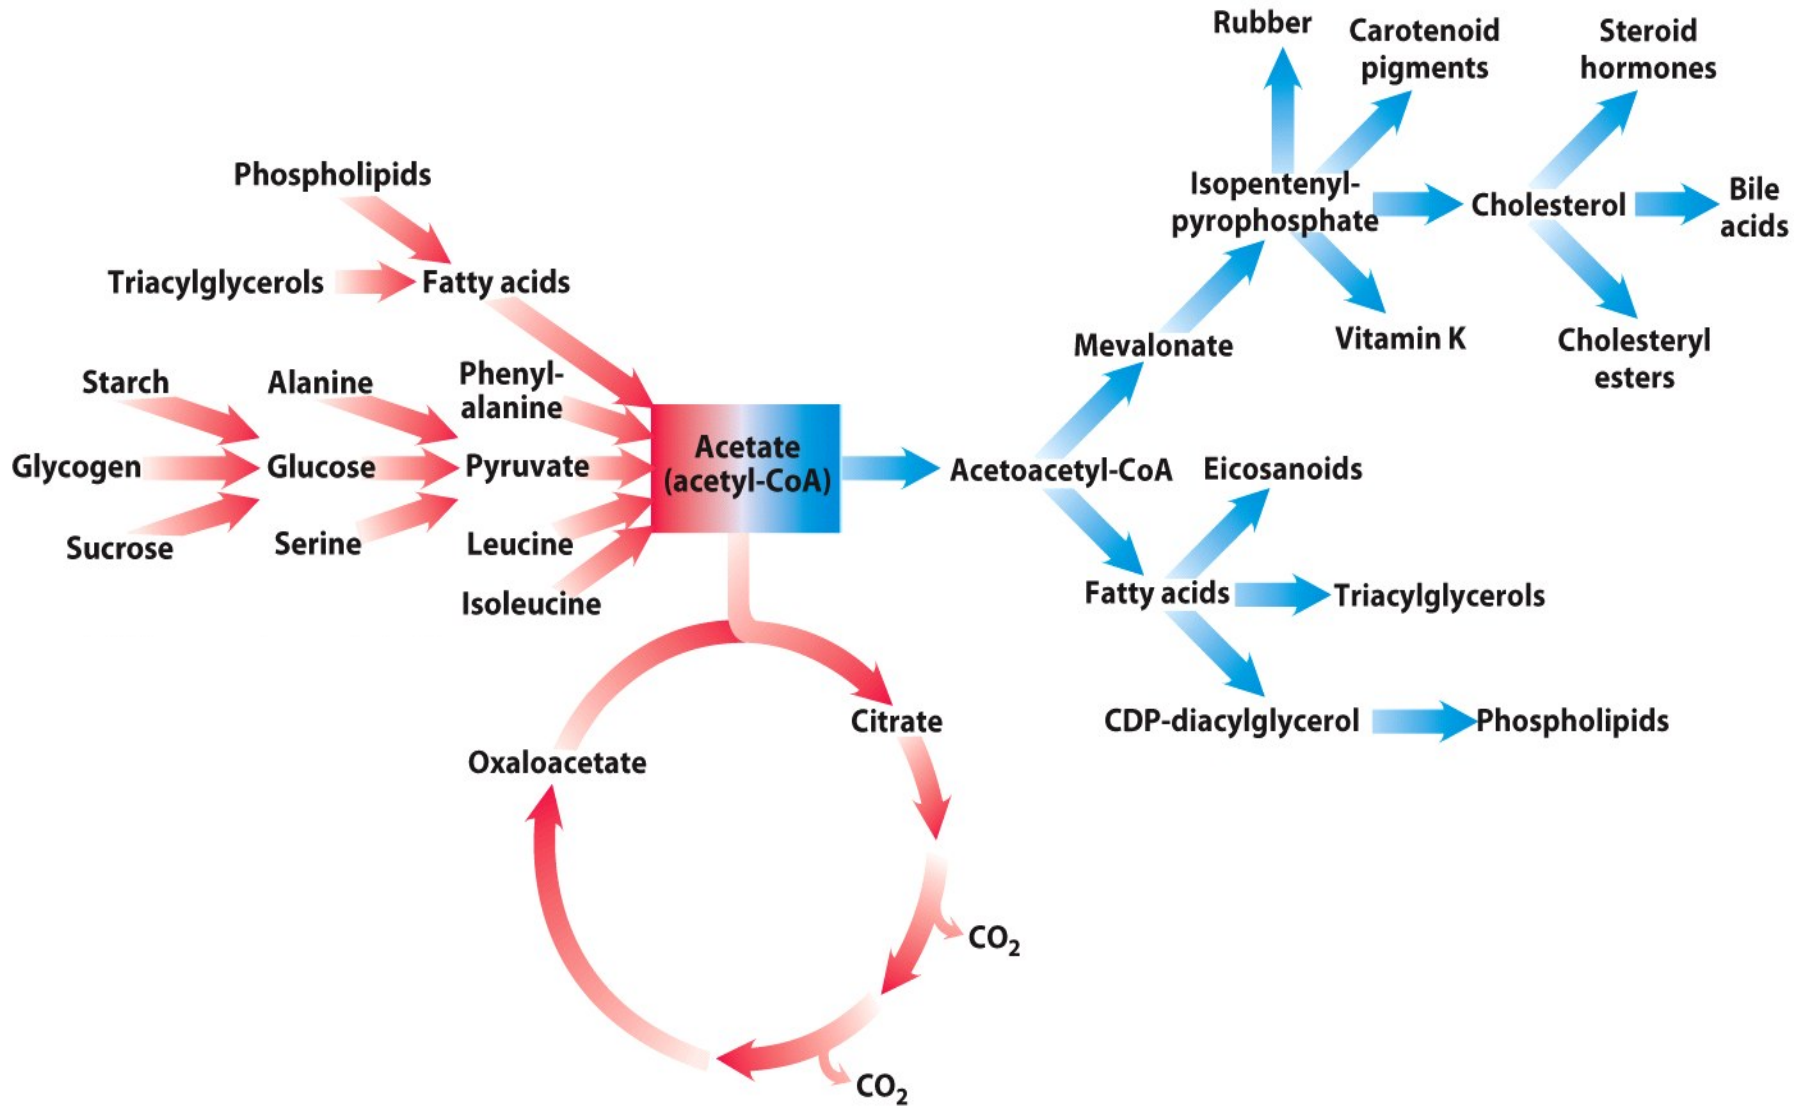 Rubber
Carotenoid
pigments
Steroid
hormones
Phospholipids
Isopentenyl-
pyrophosphate
Cholesterol
Bile
acids
Triacylglycerols
Fatty acids
Mevalonate
Vitamin K
Cholesteryl
esters
Starch
Alanine
Phenyl-
alanine
Glycogen
Glucose
Pyruvate
Acetate
(acetyl-CoA)
Acetoacetyl-CoA
Eicosanoids
Sucrose
Serine
Leucine
Isoleucine
Fatty acids
Triacylglycerols
Citrate
CDP-diacylglycerol
Phospholipids
Oxaloacetate
CO₂
CO₂